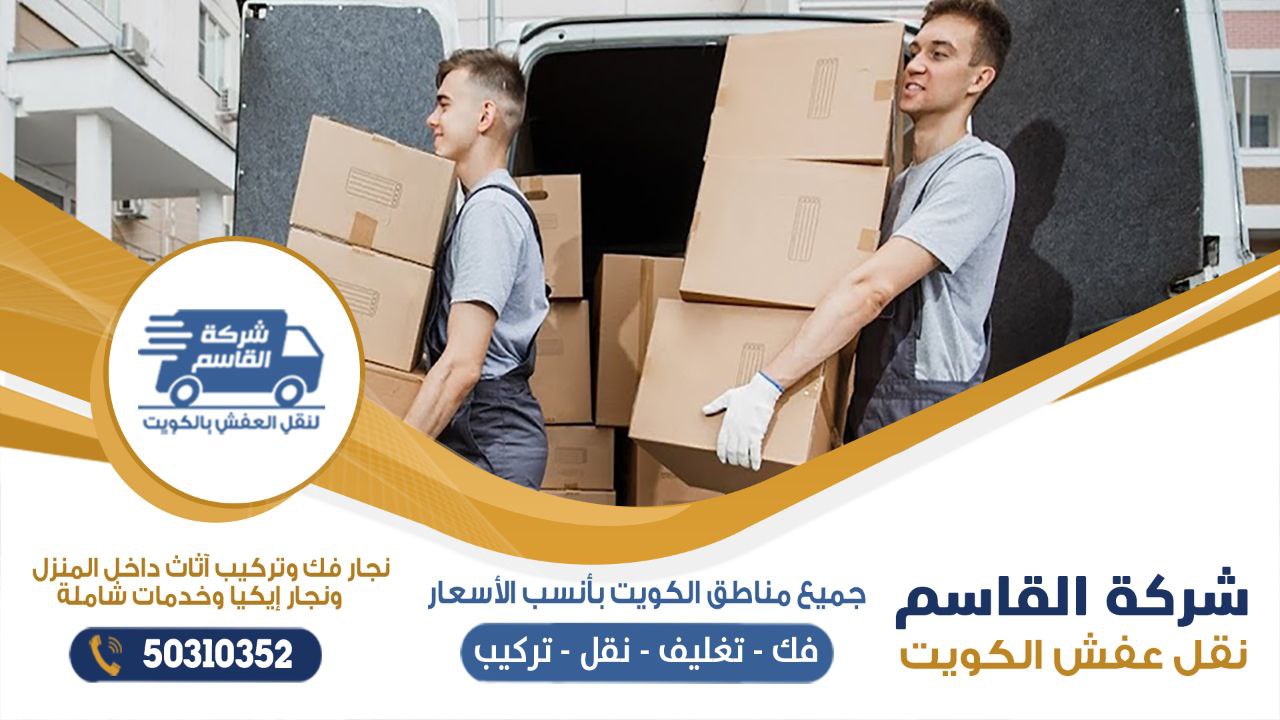 شركة
القاسم
لنقل العفش بالكويت
شركة القاسم
نقل عفش الكويت
جميع مناطق الكويت بأنسب الأسعار
فك - تغليف - نقل - تركيب
نجار فك وتركيب آثاث داخل المنزل
ونجار إيكيا وخدمات شاملة
50310352